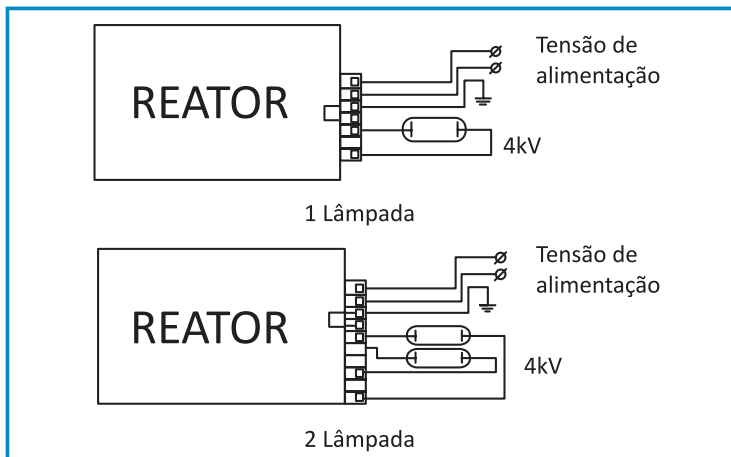 REATOR
Tensão de
alimentação
4kV
1 Lâmpada
REATOR
Tensão de
alimentação
4kV
2 Lâmpada